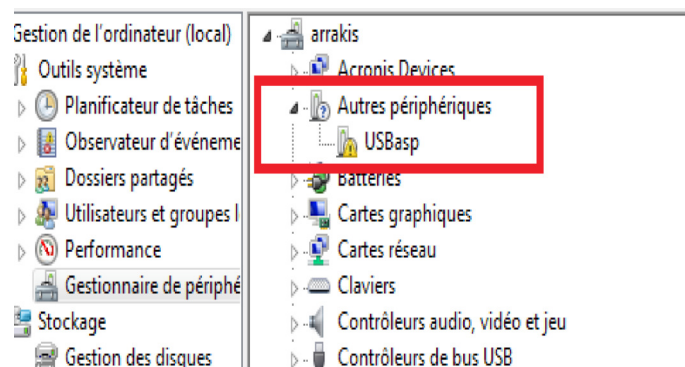 Gestion de l'ordinateur (local)
Outils système
Planificateur de tâches
Observateur d'événeme
Dossiers partagés
Utilisateurs et groupes l
Performance
Gestionnaire de périphé
Stockage
Gestion des disques
arrakis
Acronis Devices
Autres périphériques
USBasp
Batteries
Cartes graphiques
Cartes réseau
Claviers
Contrôleurs audio, vidéo et jeu
Contrôleurs de bus USB